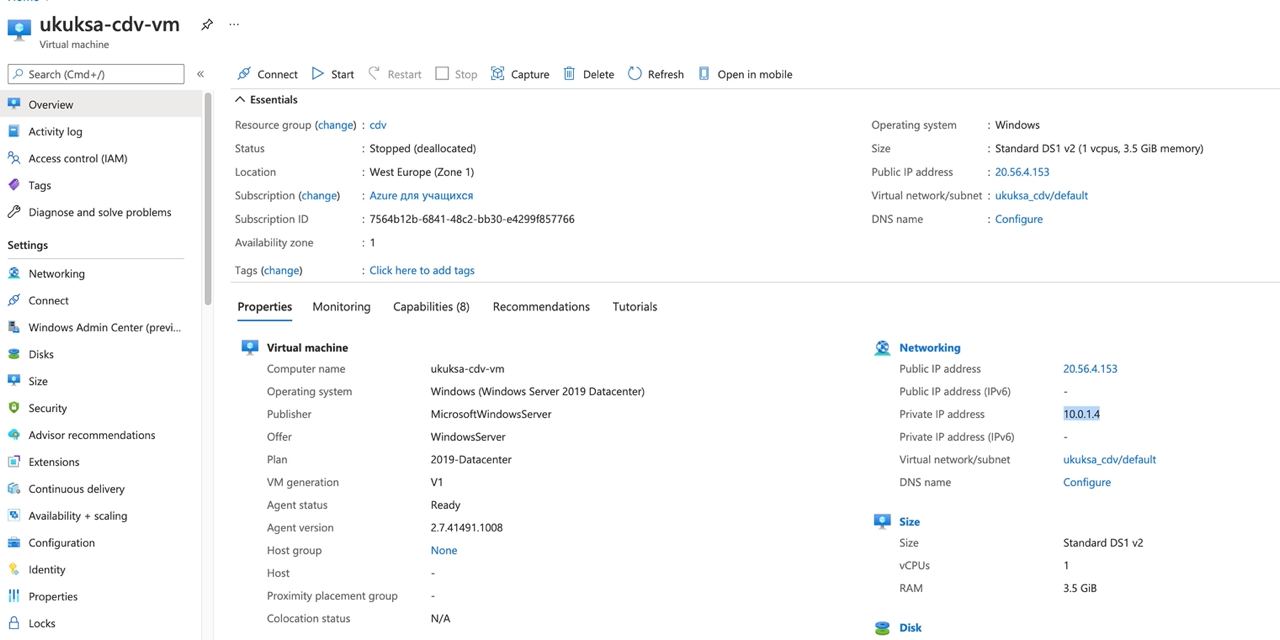 ukuksa-cdv-vm
Virtual machine
Search (Cmd+/)
«
Connect Start Restart Stop Capture Delete Refresh Open in mobile
Overview
Activity log
Access control (IAM)
Tags
Diagnose and solve problems
Settings
Networking
Connect
Windows Admin Center (previ...
Disks
Size
Security
Advisor recommendations
Extensions
Continuous delivery
Availability + scaling
Configuration
Identity
Properties
Locks
Essentials
Resource group (change) : cdv
Status : Stopped (deallocated)
Location : West Europe (Zone 1)
Subscription (change) : Azure для учащихся
Subscription ID : 7564b12b-6841-48c2-bb30-e4299f857766
Availability zone : 1
Tags (change) : Click here to add tags
Operating system : Windows
Size : Standard DS1 v2 (1 vcpus, 3.5 GiB memory)
Public IP address : 20.56.4.153
Virtual network/subnet : ukuksa_cdv/default
DNS name : Configure
Properties Monitoring Capabilities (8) Recommendations Tutorials
Virtual machine
Computer name ukuksa-cdv-vm
Operating system Windows (Windows Server 2019 Datacenter)
Publisher MicrosoftWindowsServer
Offer WindowsServer
Plan 2019-Datacenter
VM generation V1
Agent status Ready
Agent version 2.7.41491.1008
Host group None
Host -
Proximity placement group -
Colocation status N/A
Networking
Public IP address 20.56.4.153
Public IP address (IPv6) -
Private IP address 10.0.1.4
Private IP address (IPv6) -
Virtual network/subnet ukuksa_cdv/default
DNS name Configure
Size
Size Standard DS1 v2
vCPUs 1
RAM 3.5 GiB
Disk